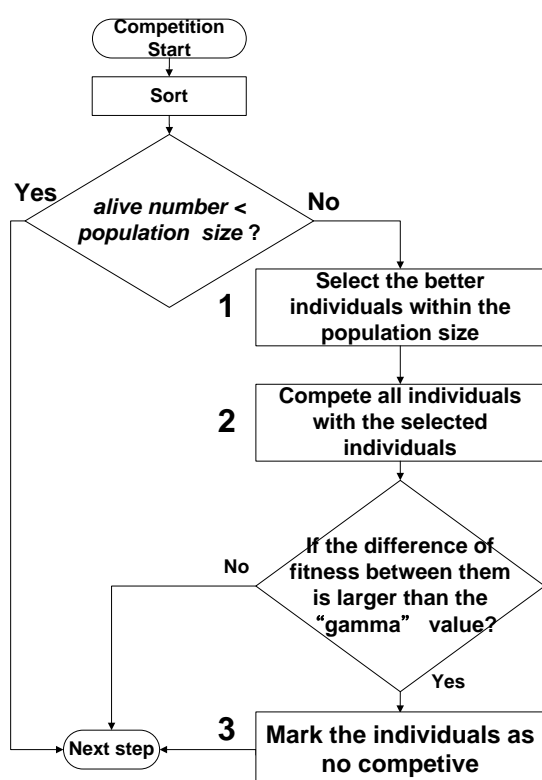 Competition
Start
Sort
Yes
alive number <
population size ?
No
1
Select the better
individuals within the
population size
2
Compete all individuals
with the selected
individuals
If the difference of
fitness between them
is larger than the
“gamma” value?
No
Yes
3
Mark the individuals as
no competive
Next step